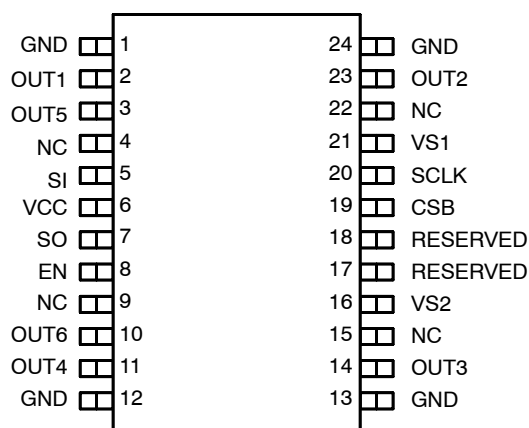 GND 1 24 GND
OUT1 2 23 OUT2
OUT5 3 22 NC
NC 4 21 VS1
SI 5 20 SCLK
VCC 6 19 CSB
SO 7 18 RESERVED
EN 8 17 RESERVED
NC 9 16 VS2
OUT6 10 15 NC
OUT4 11 14 OUT3
GND 12 13 GND